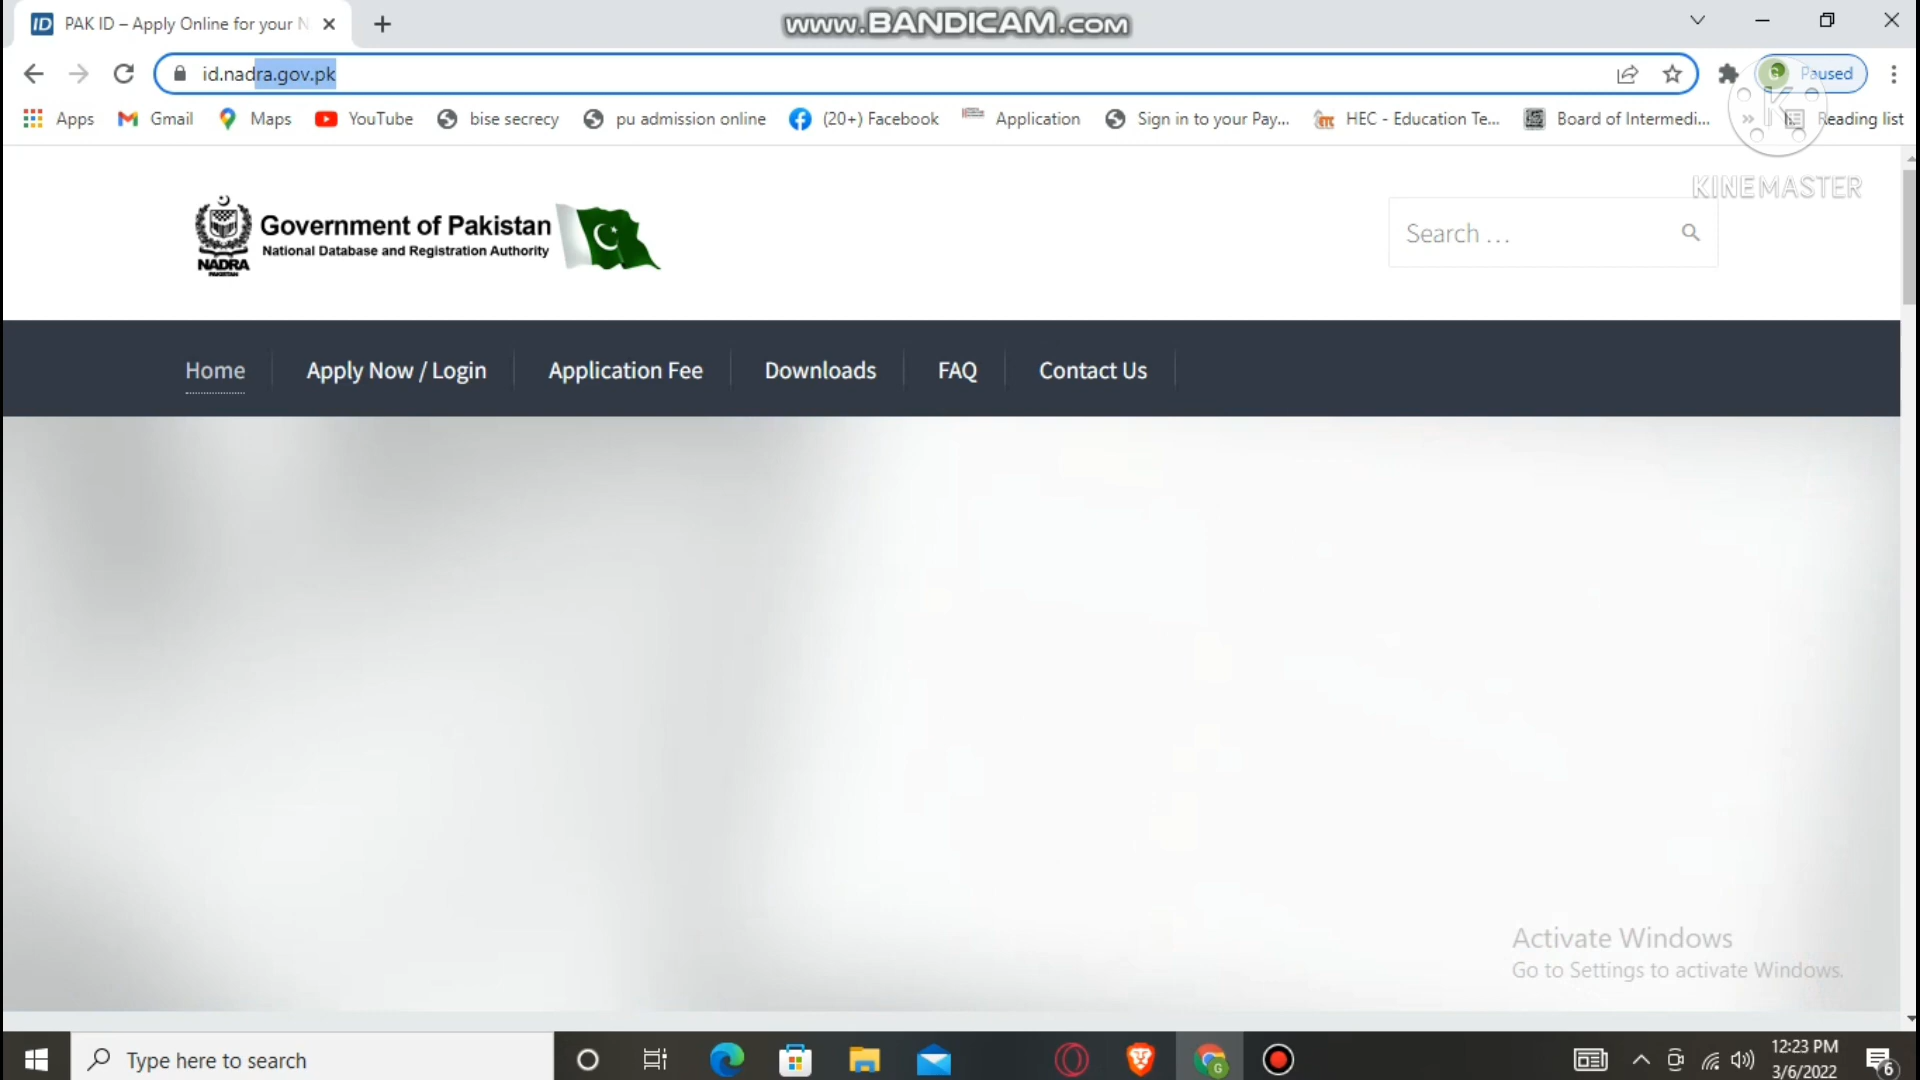 PAK ID – Apply Online for your N
www.BANDICAM.com
id.nadra.gov.pk
Paused
Apps
Gmail
Maps
YouTube
bise secrecy
pu admission online
(20+) Facebook
Application
Sign in to your Pay...
HEC - Education Te...
Board of Intermedi...
»
Reading list
KINEMASTER
NADRA
PAKISTAN
Government of Pakistan
National Database and Registration Authority
Search ...
Home
Apply Now / Login
Application Fee
Downloads
FAQ
Contact Us
Activate Windows
Go to Settings to activate Windows.
Type here to search
12:23 PM
3/6/2022
6